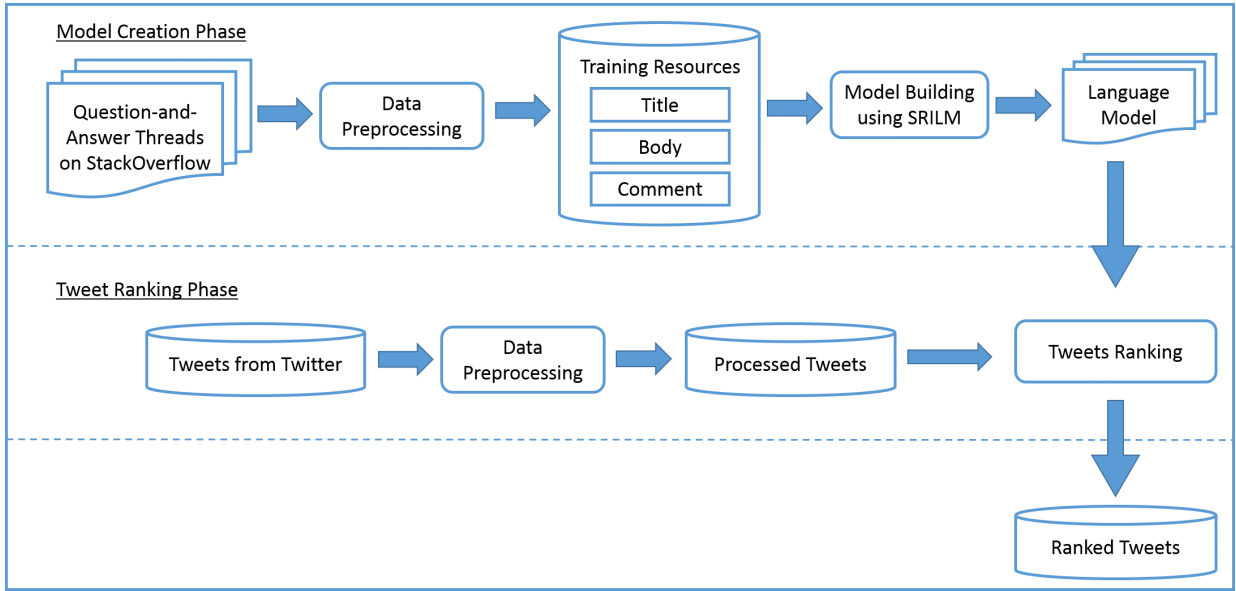 Model Creation Phase
Question-and-
Answer Threads
on StackOverflow
Data
Preprocessing
Training Resources
Title
Body
Comment
Model Building
using SRILM
Language
Model
Tweet Ranking Phase
Tweets from Twitter
Data
Preprocessing
Processed Tweets
Tweets Ranking
Ranked Tweets